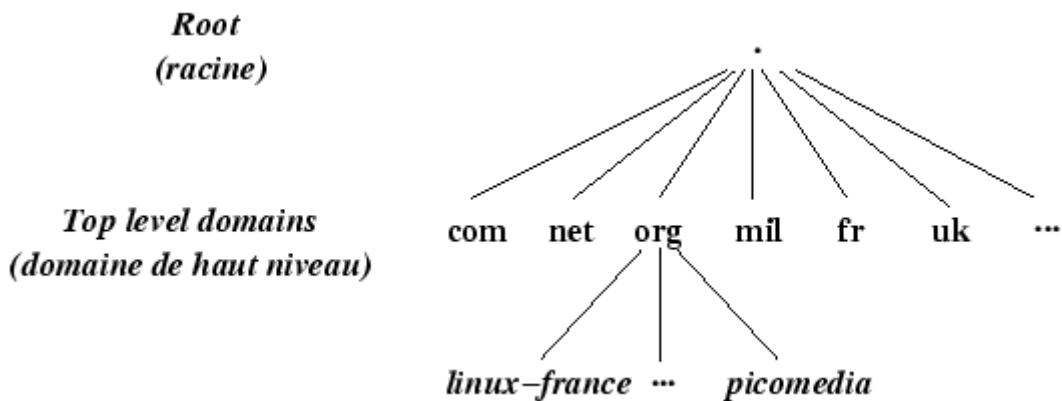 Root
(racine)
.
Top level domains
(domaine de haut niveau)
com net org mil fr uk ...
linux-france ... picomedia